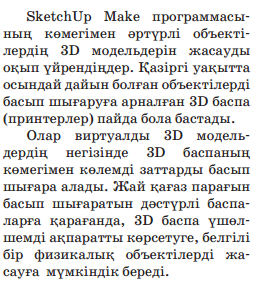 SketchUp Make программасы-
ның көмегімен әртүрлі объекті-
лердің 3D модельдерін жасауды
оқып үйрендіңдер. Қазіргі уақытта
осындай дайын болған объектілерді
басып шығаруға арналған 3D баспа
(принтерлер) пайда бола бастады.
Олар виртуалды 3D модель-
дердің негізінде 3D баспаның
көмегімен көлемді заттарды басып
шығара алады. Жай қағаз парағын
басып шығаратын дәстүрлі баспа-
ларға қарағанда, 3D баспа үшөл-
шемді ақпаратты көрсетуге, белгілі
бір физикалық объектілерді жа-
сауға мүмкіндік береді.